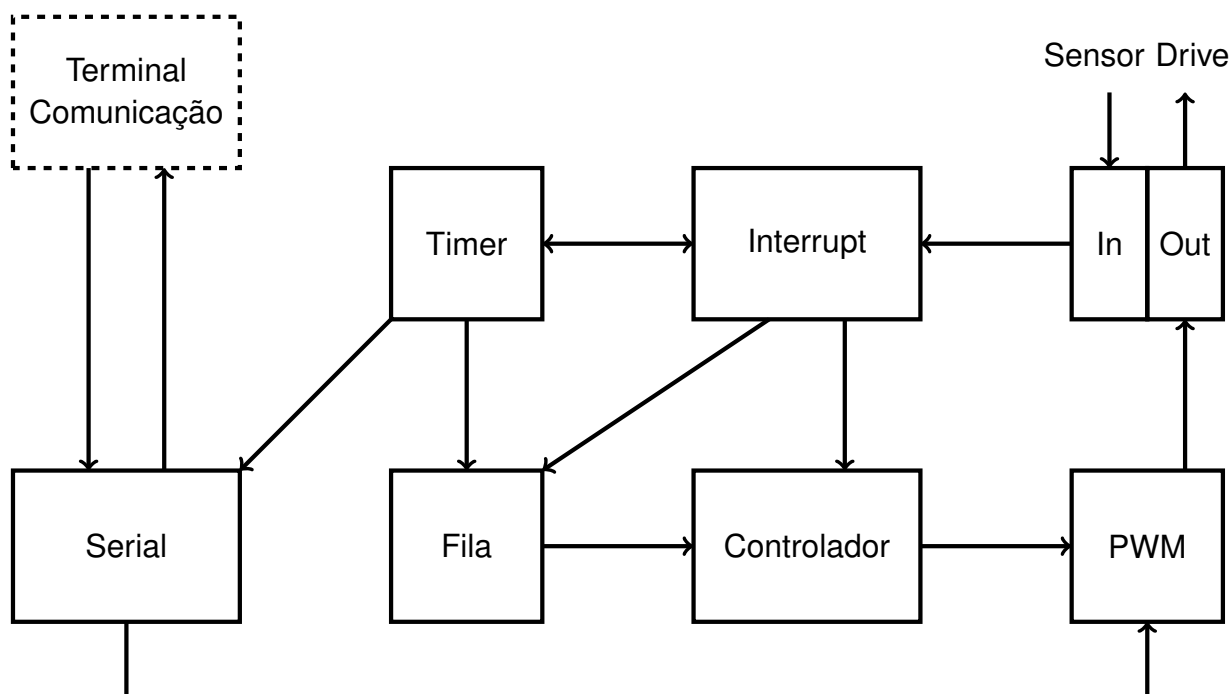 Terminal
Comunicação
Sensor Drive
Timer
Interrupt
In
Out
Serial
Fila
Controlador
PWM